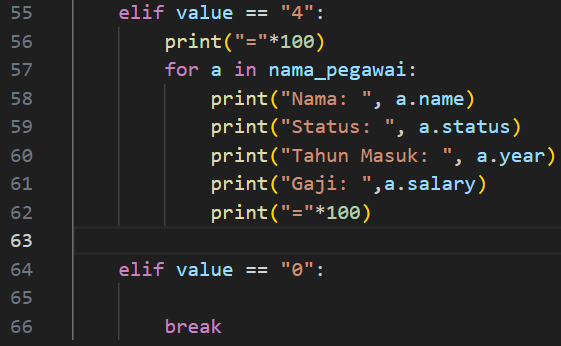 55 elif value == "4":
56 print("="*100)
57 for a in nama_pegawai:
58 print("Nama: ", a.name)
59 print("Status: ", a.status)
60 print("Tahun Masuk: ", a.year)
61 print("Gaji: ",a.salary)
62 print("="*100)
63
64 elif value == "0":
65
66 break